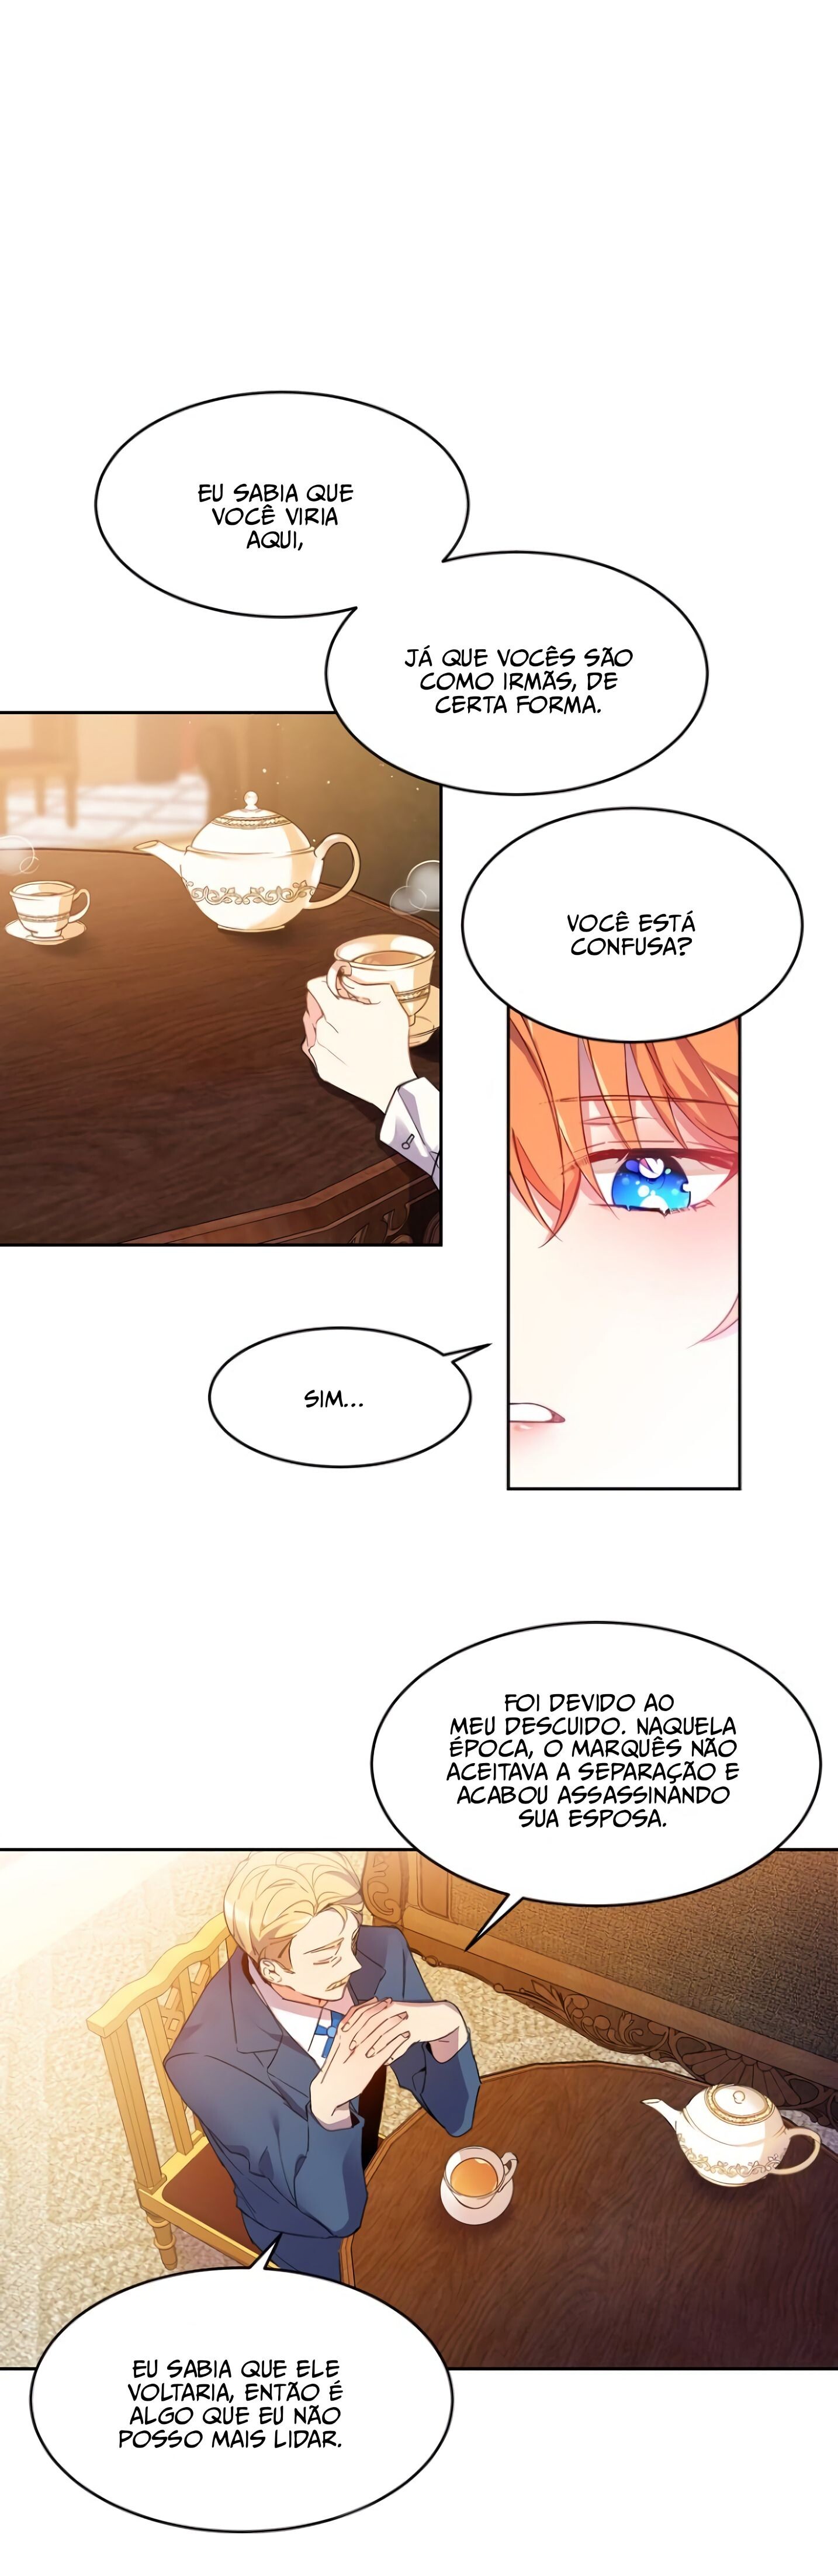 EU SABIA QUE
VOCÊ VIRIA
AQUI,
JÁ QUE VOCÊS SÃO
COMO IRMÃS, DE
CERTA FORMA.
VOCÊ ESTÁ
CONFUSA?
SIM...
FOI DEVIDO AO
MEU DESCUIDO. NAQUELA
ÉPOCA, O MARQUÊS NÃO
ACEITAVA A SEPARAÇÃO E
ACABOU ASSASSINANDO
SUA ESPOSA.
EU SABIA QUE ELE
VOLTARIA, ENTÃO É
ALGO QUE EU NÃO
POSSO MAIS LIDAR.